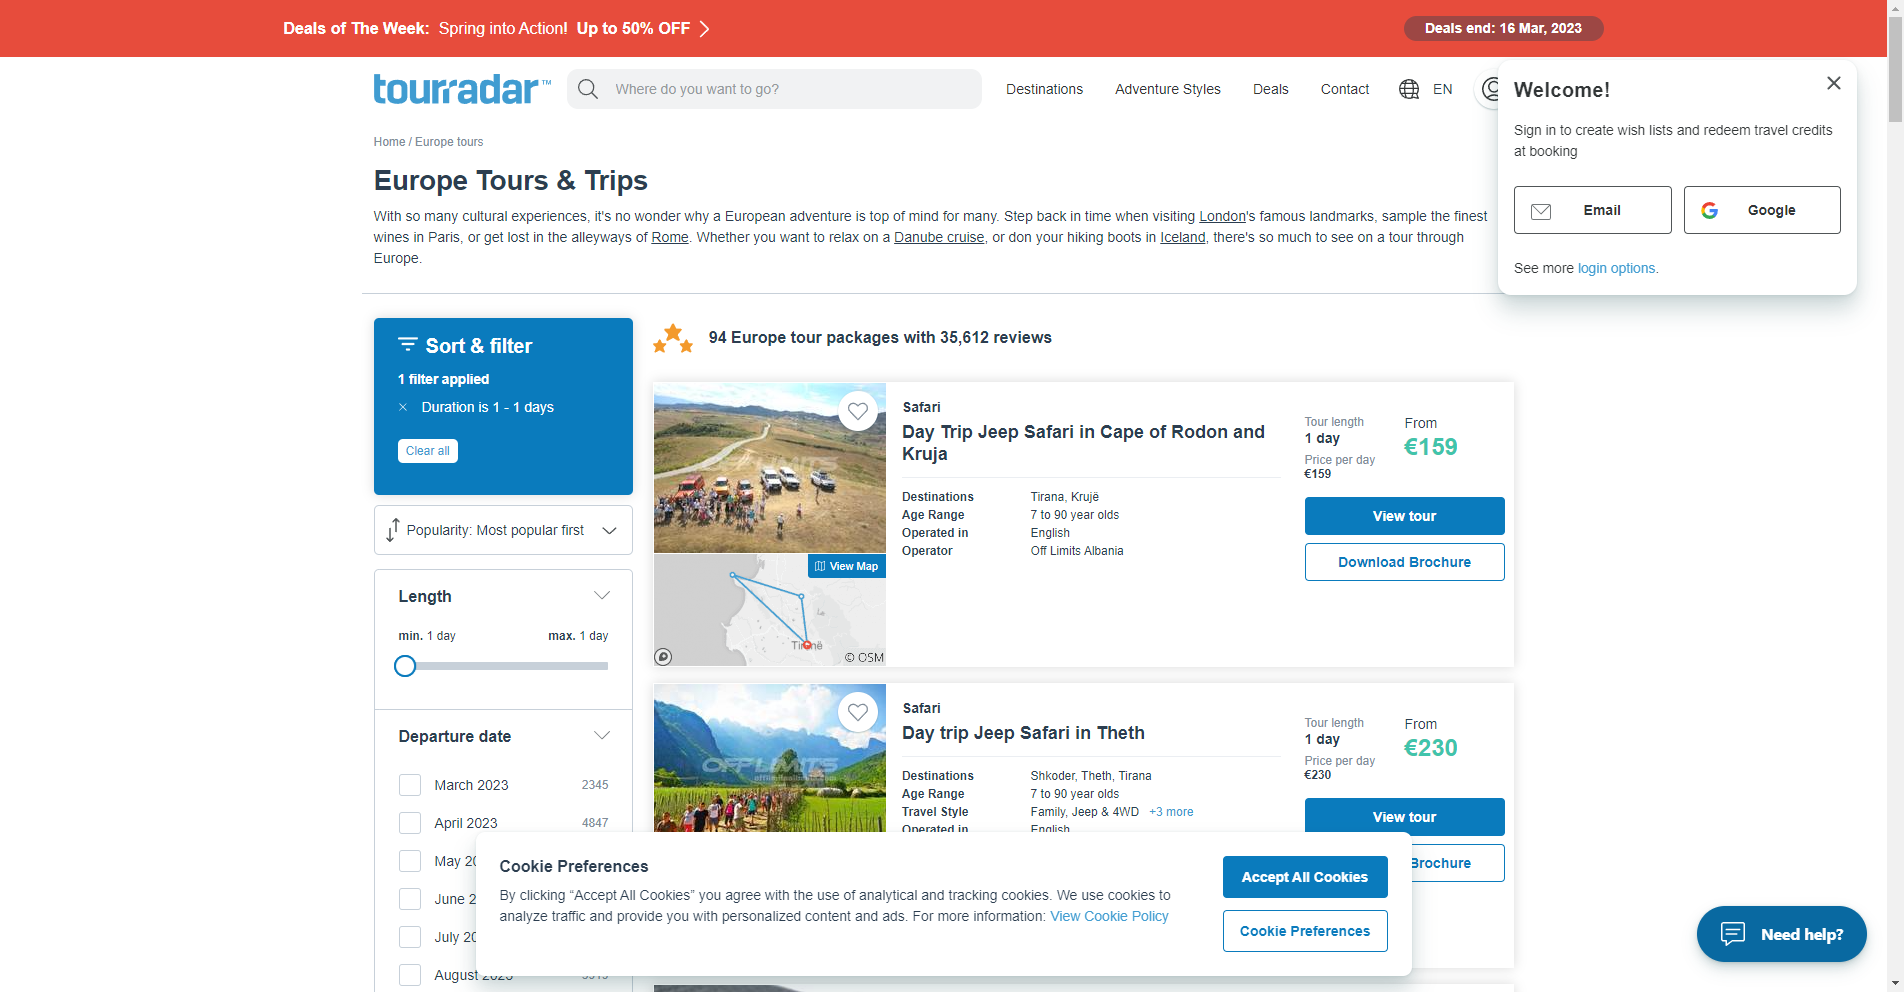 Deals of The Week: Spring into Action! Up to 50% OFF
Deals end: 16 Mar, 2023
tourradar™
Where do you want to go?
Destinations
Adventure Styles
Deals
Contact
EN
Welcome!
Sign in to create wish lists and redeem travel credits
at booking
Email
Google
See more login options.
Home / Europe tours
Europe Tours & Trips
With so many cultural experiences, it's no wonder why a European adventure is top of mind for many. Step back in time when visiting London's famous landmarks, sample the finest
wines in Paris, or get lost in the alleyways of Rome. Whether you want to relax on a Danube cruise, or don your hiking boots in Iceland, there's so much to see on a tour through
Europe.
Sort & filter
1 filter applied
Duration is 1 - 1 days
Clear all
Popularity: Most popular first
Length
min. 1 day
max. 1 day
Departure date
March 2023 2345
April 2023 4847
May 20
June 2
July 20
August
94 Europe tour packages with 35,612 reviews
OFF LIMITS
View Map
Tiranë
© OSM
Safari
Day Trip Jeep Safari in Cape of Rodon and
Kruja
Destinations Tirana, Krujë
Age Range 7 to 90 year olds
Operated in English
Operator Off Limits Albania
Tour length
1 day
Price per day
€159
From
€159
View tour
Download Brochure
OFF LIMITS
Safari
Day trip Jeep Safari in Theth
Destinations Shkoder, Theth, Tirana
Age Range 7 to 90 year olds
Travel Style Family, Jeep & 4WD +3 more
Operated in English
Tour length
1 day
Price per day
€230
From
€230
View tour
Brochure
Cookie Preferences
By clicking “Accept All Cookies” you agree with the use of analytical and tracking cookies. We use cookies to
analyze traffic and provide you with personalized content and ads. For more information: View Cookie Policy
Accept All Cookies
Cookie Preferences
Need help?